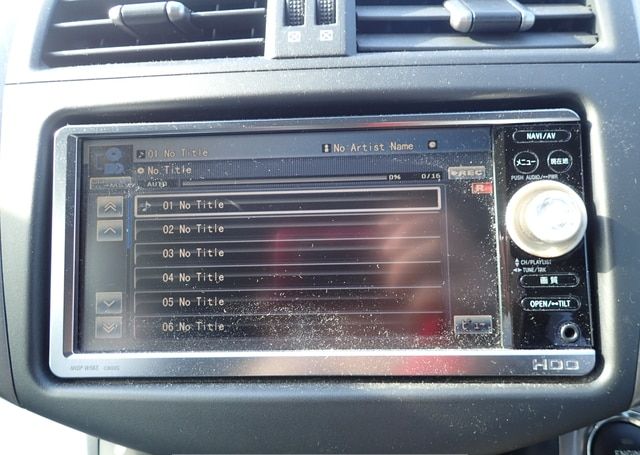 01 No Title
No Artist Name
No Title
AUTO
0%
0/16
REC
R
01 No Title
02 No Title
03 No Title
04 No Title
05 No Title
06 No Title
NAVI/AV
メニュー
現在地
PUSH AUDIO/PWR
CH/PLAYLIST
TUNE/TRK
画質
OPEN/TILT
HDD